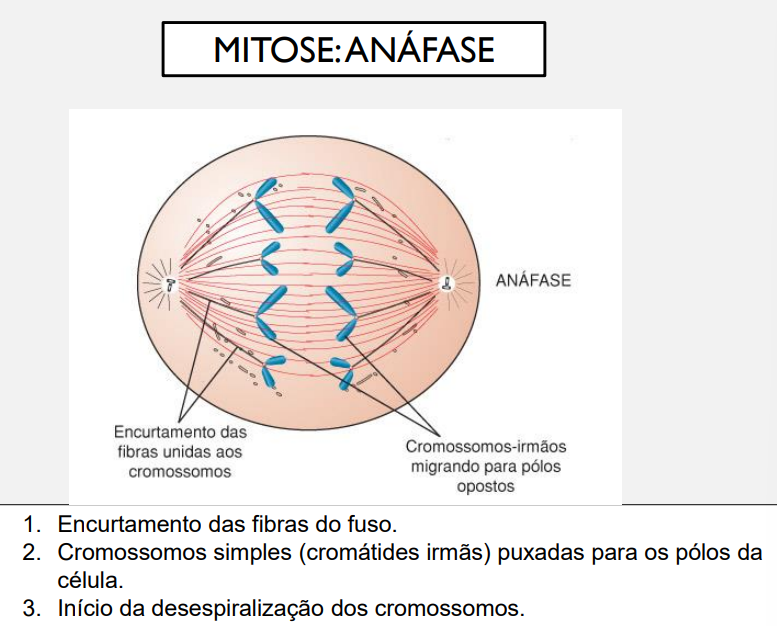 MITOSE: ANÁFASE
ANÁFASE
Encurtamento das
fibras unidas aos
cromossomos
Cromossomos-irmãos
migrando para pólos
opostos
1. Encurtamento das fibras do fuso.
2. Cromossomos simples (cromátides irmãs) puxadas para os pólos da
célula.
3. Início da desespiralização dos cromossomos.